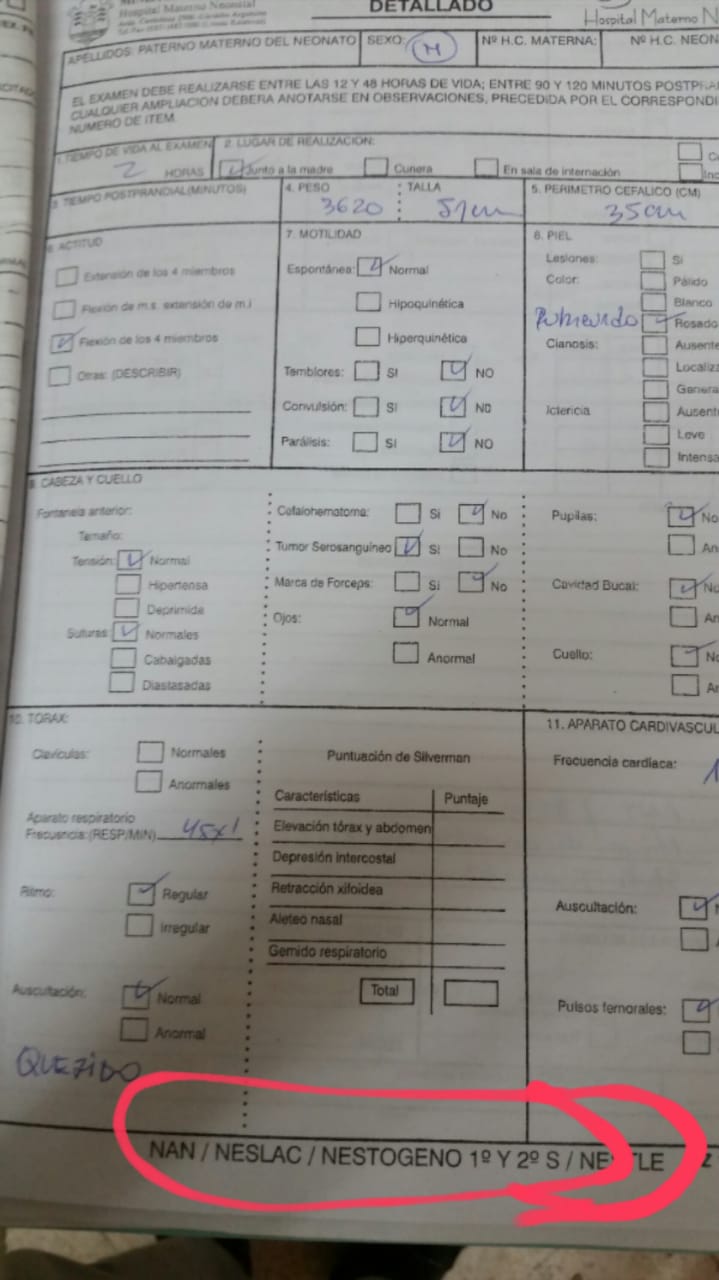 Hospital Materno Neonatal
DETALLADO
Hospital Materno N
APELLIDOS: PATERNO MATERNO DEL NEONATO
SEXO: M
Nº H.C. MATERNA:
Nº H.C. NEON
EL EXAMEN DEBE REALIZARSE ENTRE LAS 12 Y 48 HORAS DE VIDA; ENTRE 90 Y 120 MINUTOS POSTPRA
CUALQUIER AMPLIACION DEBERA ANOTARSE EN OBSERVACIONES, PRECEDIDA POR EL CORRESPONDI
NUMERO DE ITEM.
1. TIEMPO DE VIDA AL EXAMEN
2 HORAS
2. LUGAR DE REALIZACION:
Junto a la madre
Cunera
En sala de internación
3. TIEMPO POSTPRANDIAL(MINUTOS)
4. PESO
3620
TALLA
51cm
5. PERIMETRO CEFALICO (CM)
35cm
6. ACTITUD
Extensión de los 4 miembros
Flexión de m.s. extensión de m.i
Flexión de los 4 miembros
Otras: (DESCRIBIR)
7. MOTILIDAD
Espontánea: Normal
Hipoquinética
Hiperquinética
Temblores: SI NO
Convulsión: SI NO
Parálisis: SI NO
8. PIEL
Lesiones: Si
Color: Pálido
Blanco
Rosado
Cianosis: Ausente
Localiz
Genera
Ictericia Ausent
Leve
Intensa
9. CABEZA Y CUELLO
Fontanela anterior:
Tamaño:
Tensión: Normal
Hipertensa
Deprimida
Suturas: Normales
Cabalgadas
Diastasadas
Cefalohematoma: Si No
Tumor Serosanguineo Si No
Marca de Forceps: Si No
Ojos: Normal
Anormal
Pupilas: No
An
Cavidad Bucal: No
An
Cuello: No
Ar
10. TORAX:
Clavículas: Normales
Anormales
Aparato respiratorio
Frecuencia:(RESP/MIN) 45x'
Ritmo: Regular
Irregular
Auscultación: Normal
Anormal
QUEJIDO
Puntuación de Silverman
Características Puntaje
Elevación tórax y abdomen
Depresión intercostal
Retracción xifoidea
Aleteo nasal
Gemido respiratorio
Total
11. APARATO CARDIVASCUL
Frecuencia cardiaca: 1
Auscultación:
Pulsos femorales:
NAN / NESLAC / NESTOGENO 1º Y 2º S / NESTLE